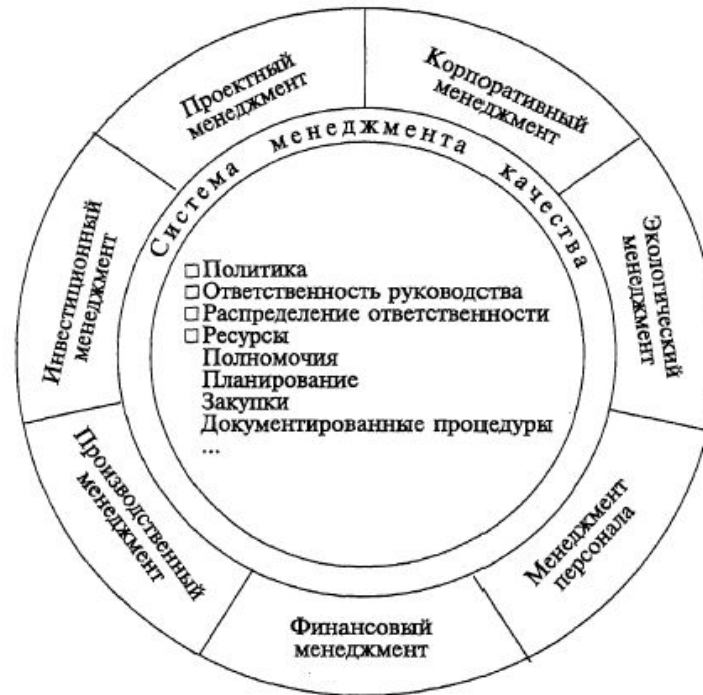 Проектный
менеджмент
Корпоративный
менеджмент
Экологический
менеджмент
Менеджмент
персонала
Финансовый
менеджмент
Производственный
менеджмент
Инвестиционный
менеджмент
Система менеджмента качества
Политика
Ответственность руководства
Распределение ответственности
Ресурсы
Полномочия
Планирование
Закупки
Документированные процедуры
...